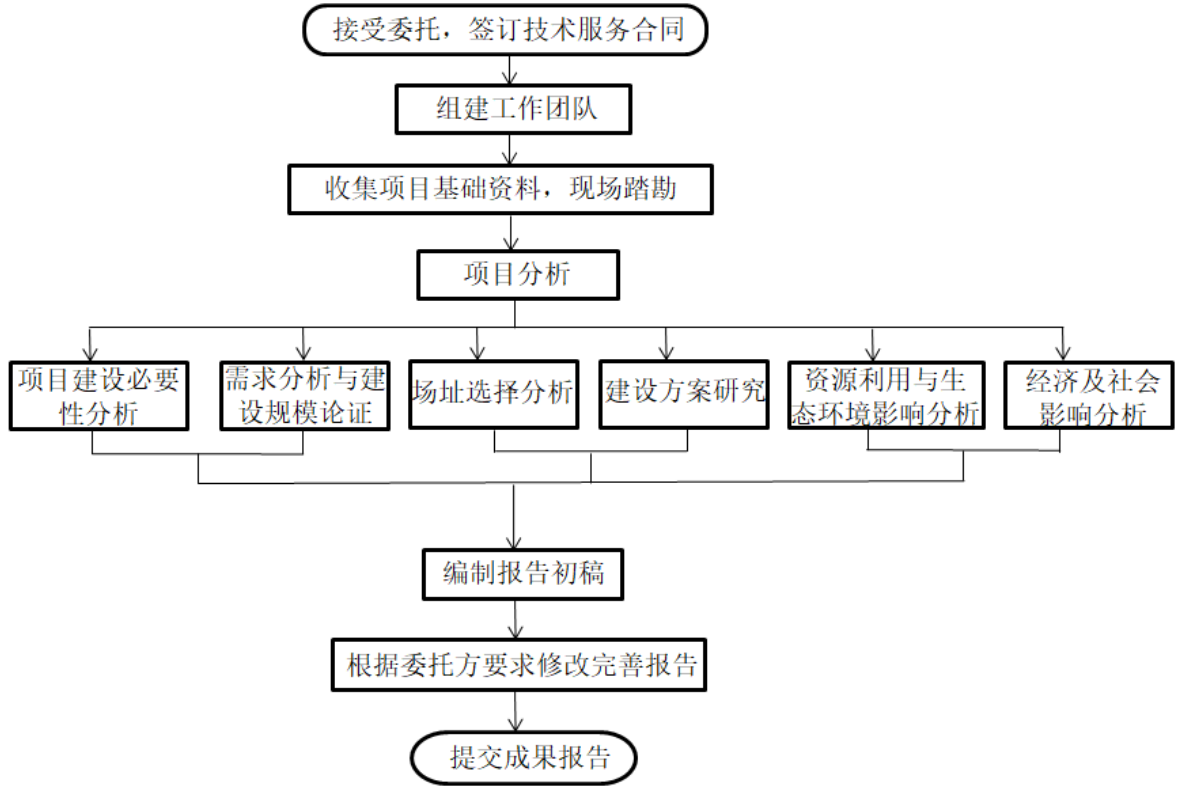 接受委托，签订技术服务合同
组建工作团队
收集项目基础资料，现场踏勘
项目分析
项目建设必要
性分析
需求分析与建
设规模论证
场址选择分析
建设方案研究
资源利用与生
态环境影响分析
经济及社会
影响分析
编制报告初稿
根据委托方要求修改完善报告
提交成果报告